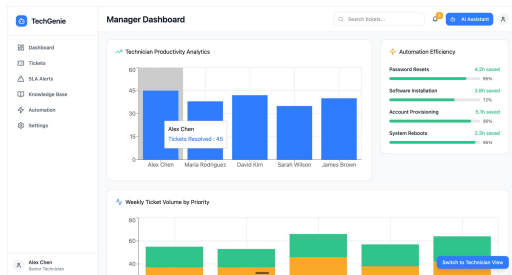 TechGenie
Manager Dashboard
Search tickets...
AI Assistant
Dashboard
Tickets
SLA Alerts
Knowledge Base
Automation
Settings
Alex Chen
Senior Technician
Technician Productivity Analytics
60
45
30
15
0
Alex Chen
Tickets Resolved : 45
Alex Chen Maria Rodriguez David Kim Sarah Wilson James Brown
Automation Efficiency
Password Resets 4.2h saved
Software Installation 3.8h saved
72%
Account Provisioning 5.1h saved
System Reboots 2.3h saved
Weekly Ticket Volume by Priority
80
60
40
Switch to Technician View